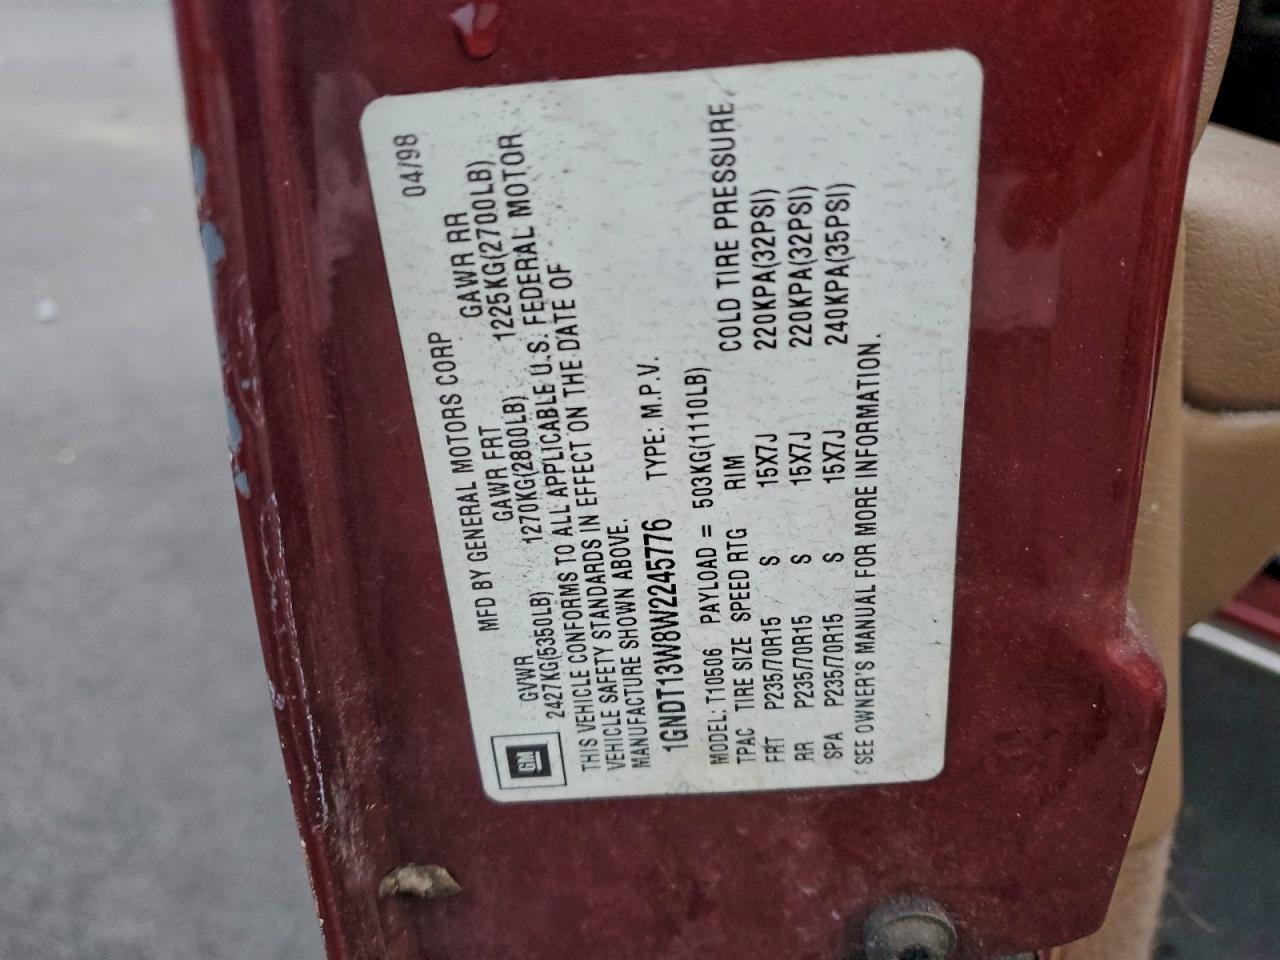 04/98
MFD BY GENERAL MOTORS CORP
GVWR GAWR FRT GAWR RR
2427KG(5350LB) 1270KG(2800LB) 1225KG(2700LB)
THIS VEHICLE CONFORMS TO ALL APPLICABLE U.S. FEDERAL MOTOR
VEHICLE SAFETY STANDARDS IN EFFECT ON THE DATE OF
MANUFACTURE SHOWN ABOVE.
GM
1GNDT13W8W2245776 TYPE: M.P.V.
MODEL: T10506 PAYLOAD = 503KG(1110LB)
TPAC TIRE SIZE SPEED RTG RIM COLD TIRE PRESSURE
FRT P235/70R15 S 15X7J 220KPA(32PSI)
RR P235/70R15 S 15X7J 220KPA(32PSI)
SPA P235/70R15 S 15X7J 240KPA(35PSI)
SEE OWNER'S MANUAL FOR MORE INFORMATION.